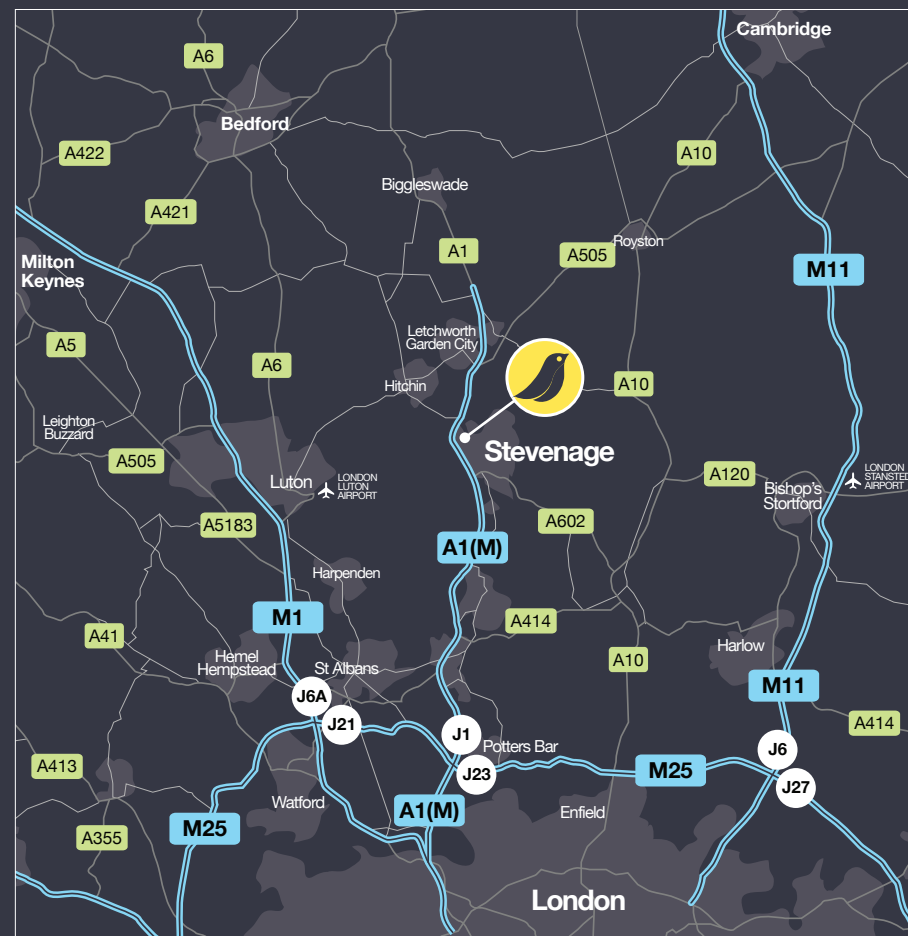 Cambridge
A6
Bedford
A422
A10
Biggleswade
A421
A1
A505
Royston
Milton
Keynes
M11
Letchworth
Garden City
A5
A6
Hitchin
A10
Leighton
Buzzard
Stevenage
A505
Luton
LONDON
LUTON
AIRPORT
A120
Bishop's
Stortford
LONDON
STANSTED
AIRPORT
A5183
A602
A1(M)
Harpenden
M1
A414
A41
Hemel
Hempstead
St Albans
A10
Harlow
J6A
M11
J21
J1
A414
Potters Bar
J6
A413
J23
M25
J27
Watford
A1(M)
Enfield
M25
A355
London